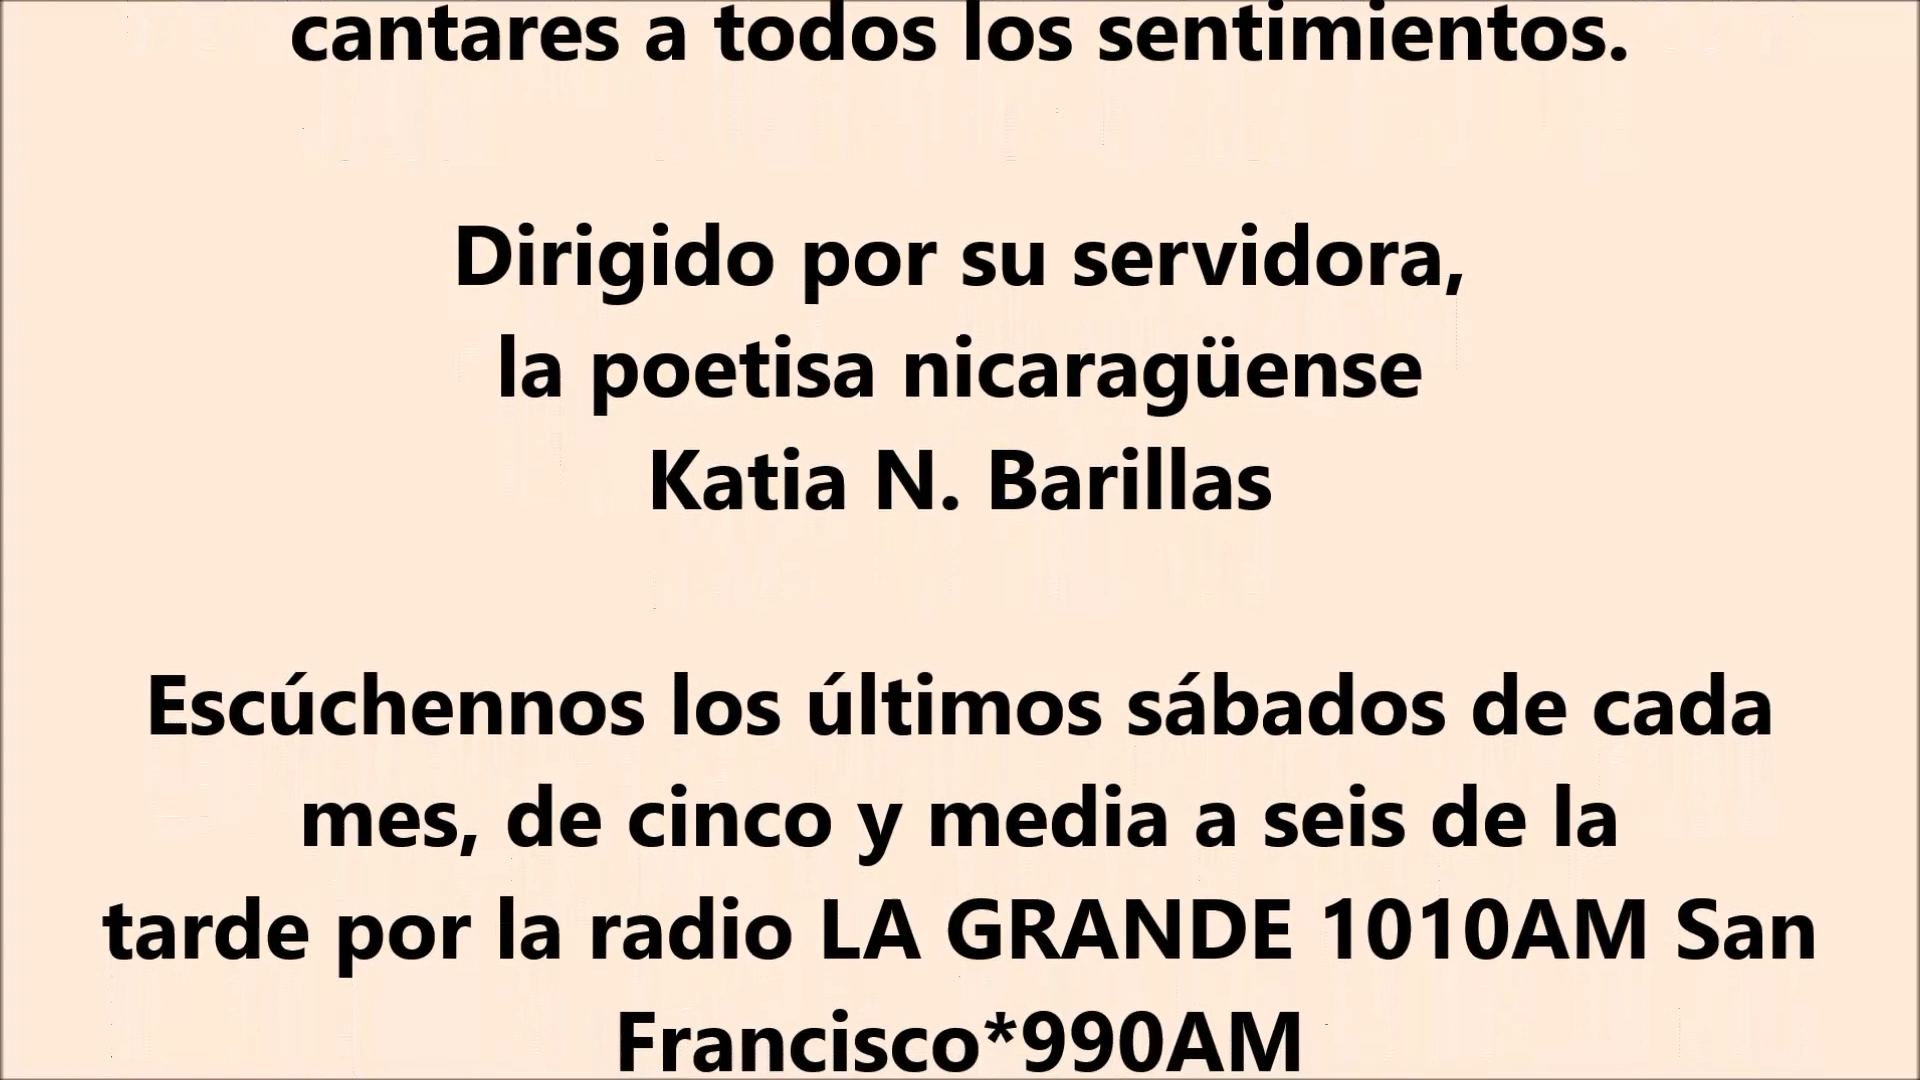 cantares a todos los sentimientos.
Dirigido por su servidora,
la poetisa nicaragüense
Katia N. Barillas
Escúchennos los últimos sábados de cada
mes, de cinco y media a seis de la
tarde por la radio LA GRANDE 1010AM San
Francisco*990AM